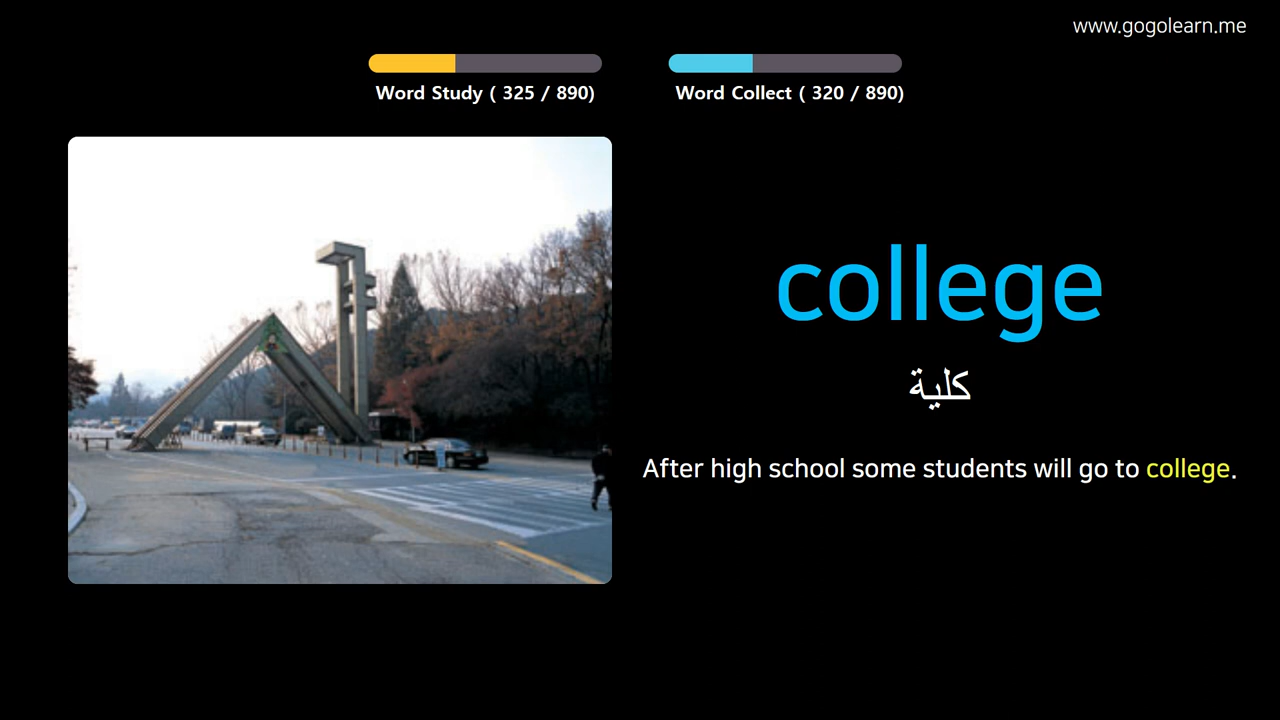 www.gogolearn.me
Word Study ( 325 / 890)
Word Collect ( 320 / 890)
college
كلية
After high school some students will go to college.